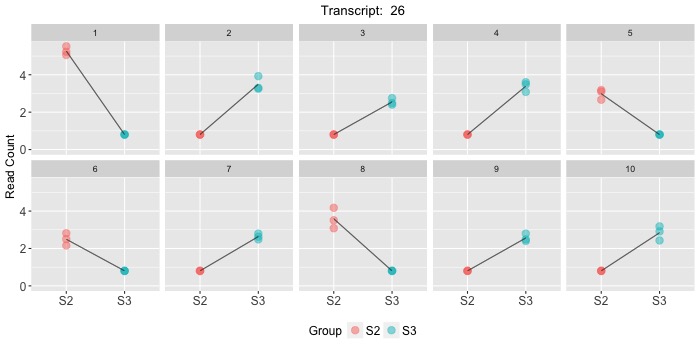 Transcript: 26
1 2 3 4 5
4
2
0
Read Count
6 7 8 9 10
4
2
0
S2 S3 S2 S3 S2 S3 S2 S3 S2 S3
Group S2 S3